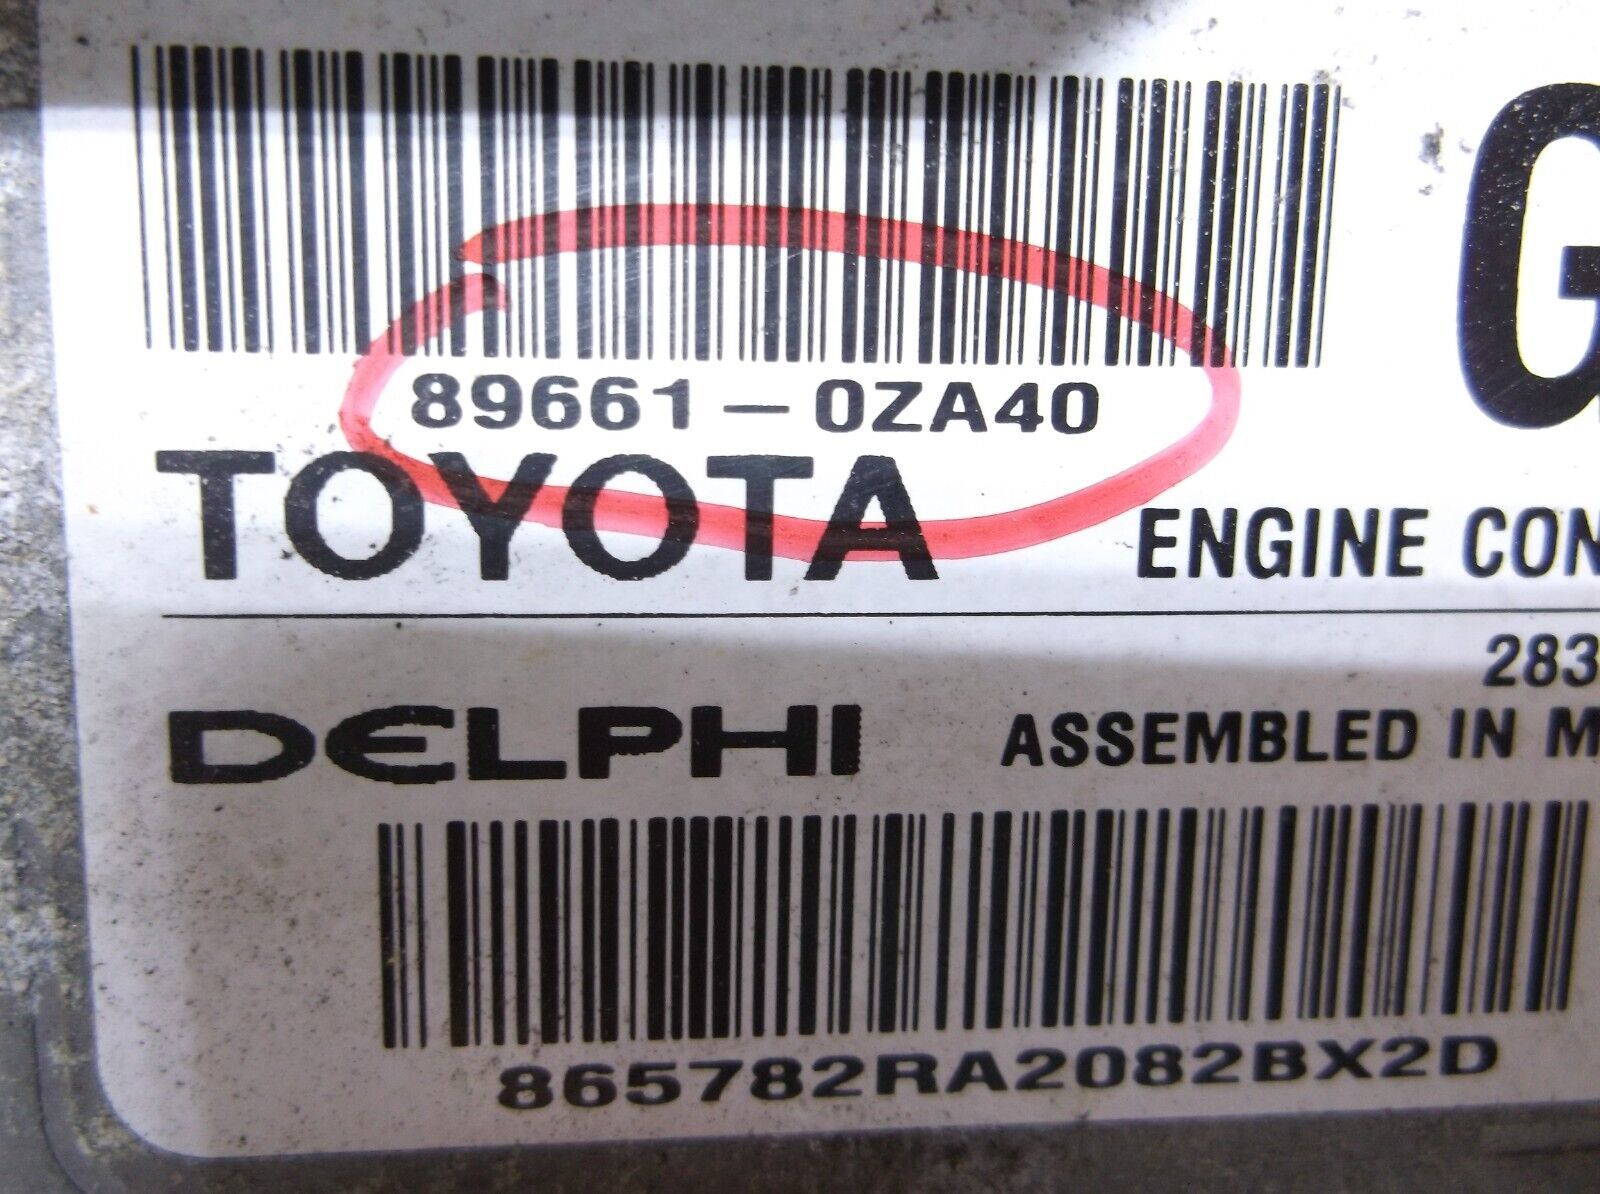 G
89661-0ZA40
TOYOTA ENGINE CON
283
DELPHI ASSEMBLED IN M
865782RA2082BX2D